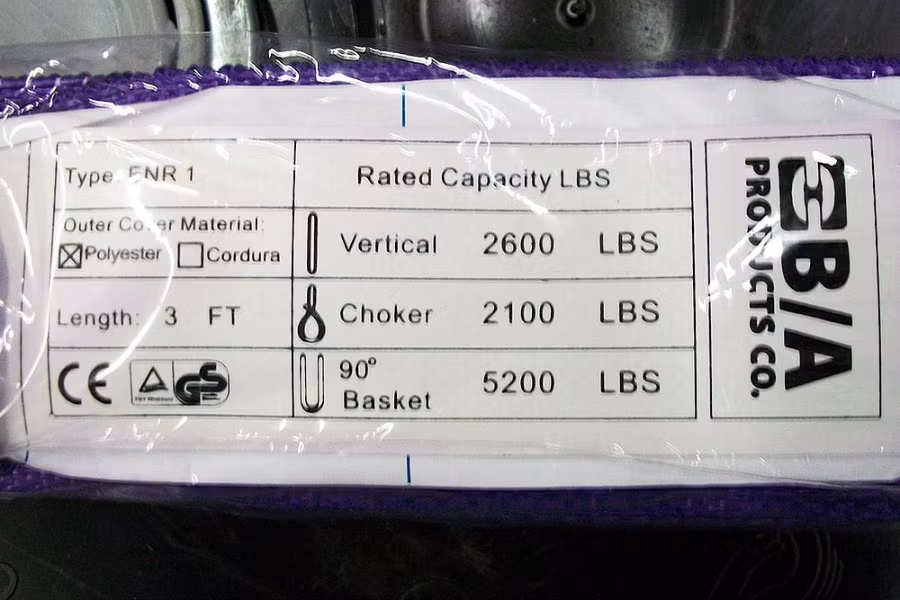 Type: ENR 1
Rated Capacity LBS
Outer Cover Material:
Polyester Cordura
Vertical 2600 LBS
Length: 3 FT
Choker 2100 LBS
90° Basket 5200 LBS
CE
GS
B/A
PRODUCTS CO.